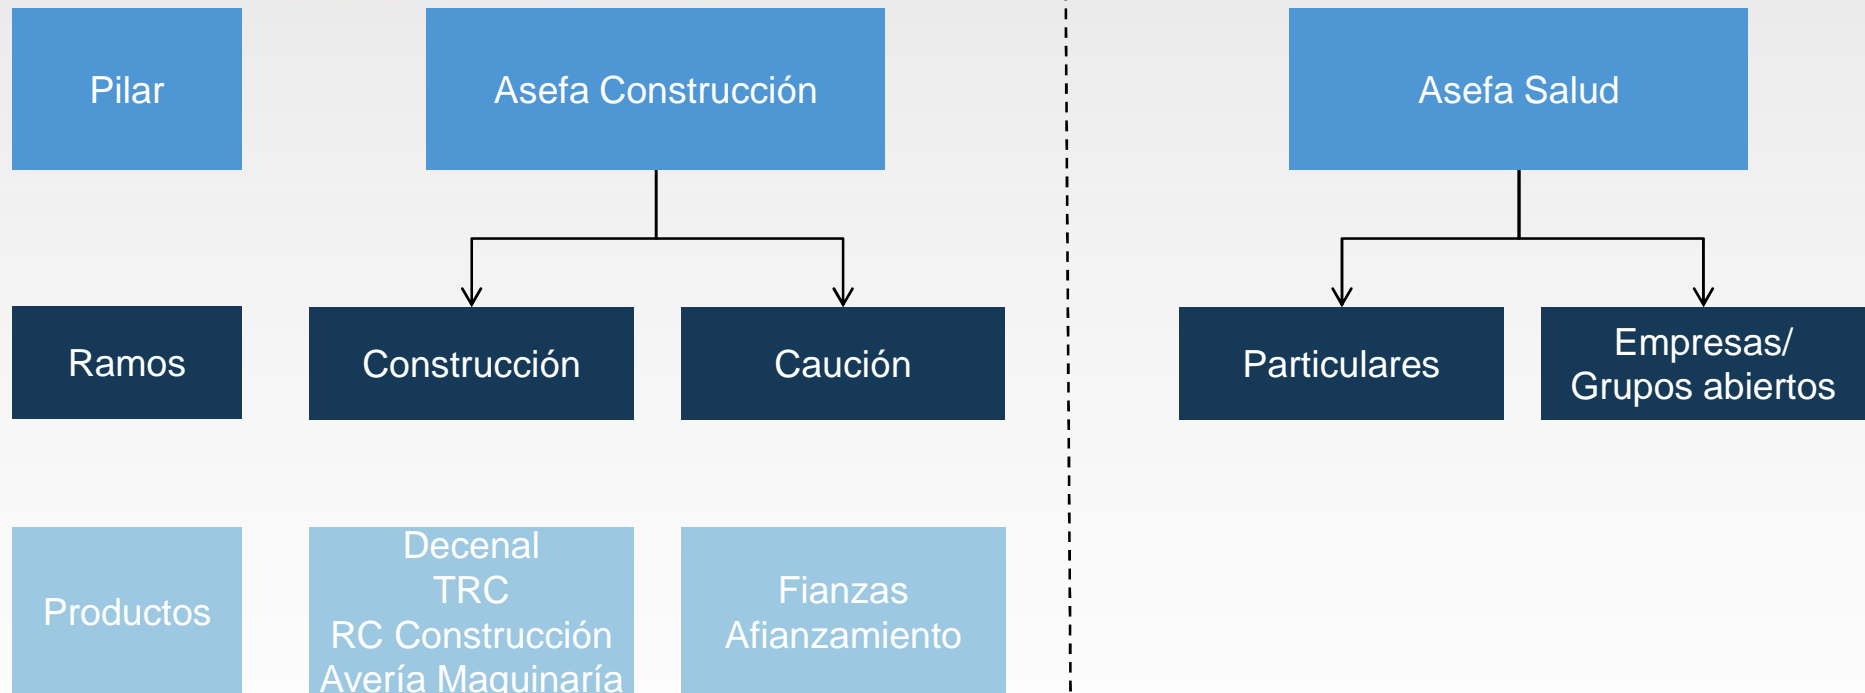 Pilar
Asefa Construcción
Asefa Salud
Ramos
Construcción
Caución
Particulares
Empresas/
Grupos abiertos
Productos
Decenal
TRC
RC Construcción
Avería Maquinaría
Fianzas
Afianzamiento